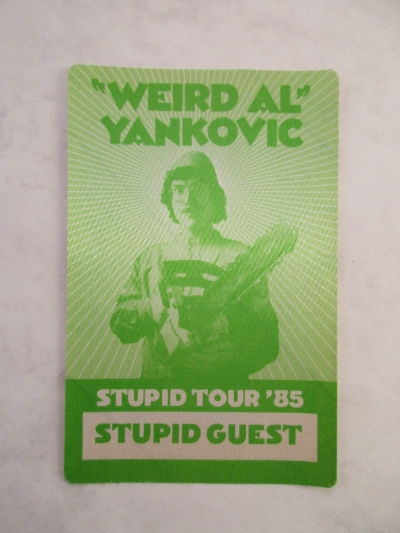 "WEIRD AL"
YANKOVIC
STUPID TOUR '85
STUPID GUEST